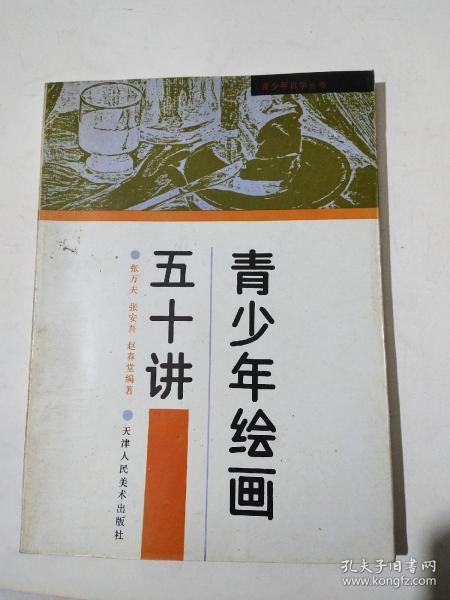 青少年自学丛书
青少年绘画
五十讲
张万夫 张安吾 赵春堂编著
天津人民美术出版社
孔夫子旧书网
www.kongfz.com